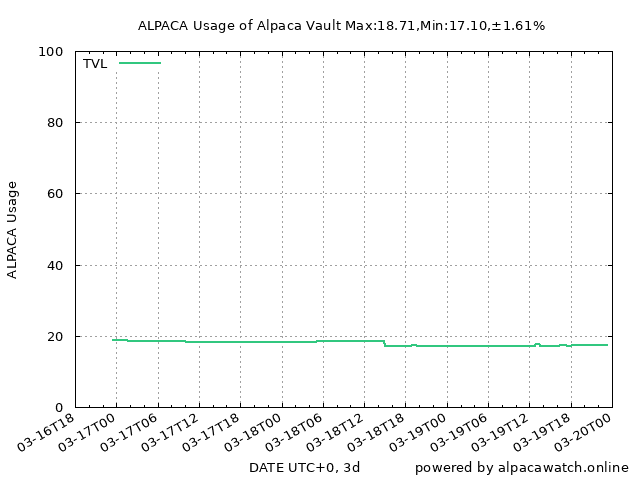 ALPACA Usage of Alpaca Vault Max:18.71,Min:17.10,±1.61%
TVL
ALPACA Usage
100
80
60
40
20
0
03-16T18
03-17T00
03-17T06
03-17T12
03-17T18
03-18T00
03-18T06
03-18T12
03-18T18
03-19T00
03-19T06
03-19T12
03-19T18
03-20T00
DATE UTC+0, 3d
powered by alpacawatch.online